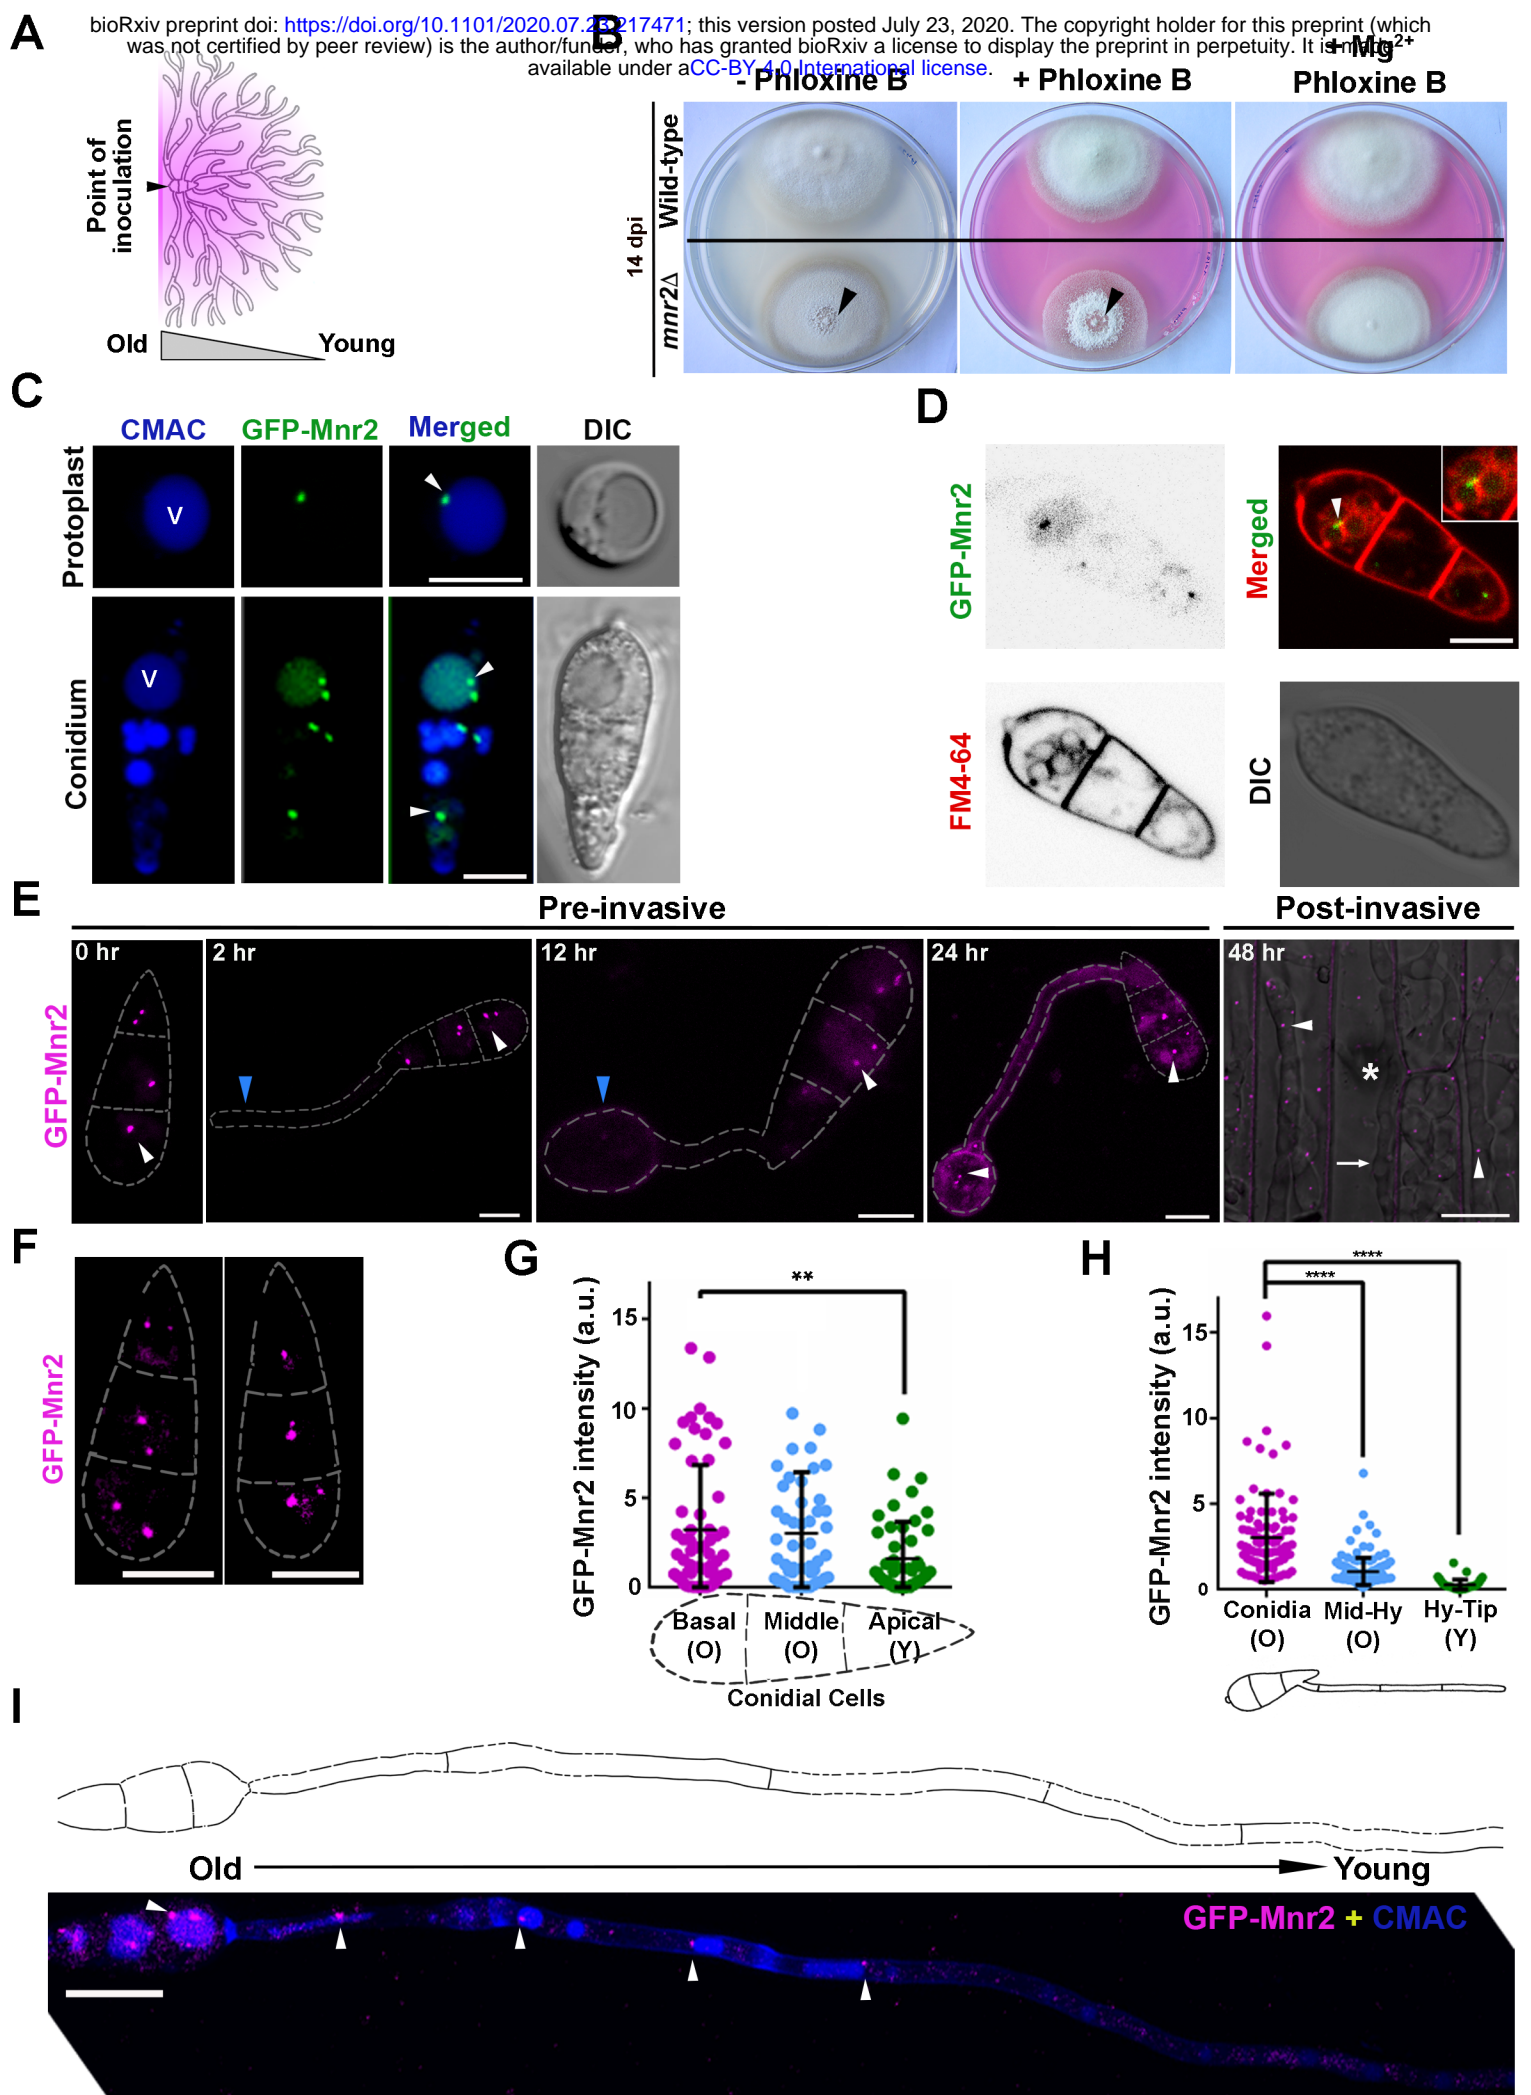 bioRxiv preprint doi: https://doi.org/10.1101/2020.07.23.217471; this version posted July 23, 2020. The copyright holder for this preprint (which
was not certified by peer review) is the author/funder, who has granted bioRxiv a license to display the preprint in perpetuity. It is made
available under aCC-BY 4.0 International license.
A
Point of
inoculation
Old
Young
B
- Phloxine B
+ Phloxine B
+ Mg2+
Phloxine B
14 dpi
Wild-type
mnr2Δ
C
CMAC
GFP-Mnr2
Merged
DIC
Protoplast
V
Conidium
V
D
GFP-Mnr2
Merged
FM4-64
DIC
E
Pre-invasive
Post-invasive
GFP-Mnr2
0 hr
2 hr
12 hr
24 hr
48 hr
*
F
GFP-Mnr2
G
GFP-Mnr2 intensity (a.u.)
**
15
10
5
0
Basal
(O)
Middle
(O)
Apical
(Y)
Conidial Cells
H
GFP-Mnr2 intensity (a.u.)
****
****
15
10
5
0
Conidia
(O)
Mid-Hy
(O)
Hy-Tip
(Y)
I
Old
Young
GFP-Mnr2 + CMAC